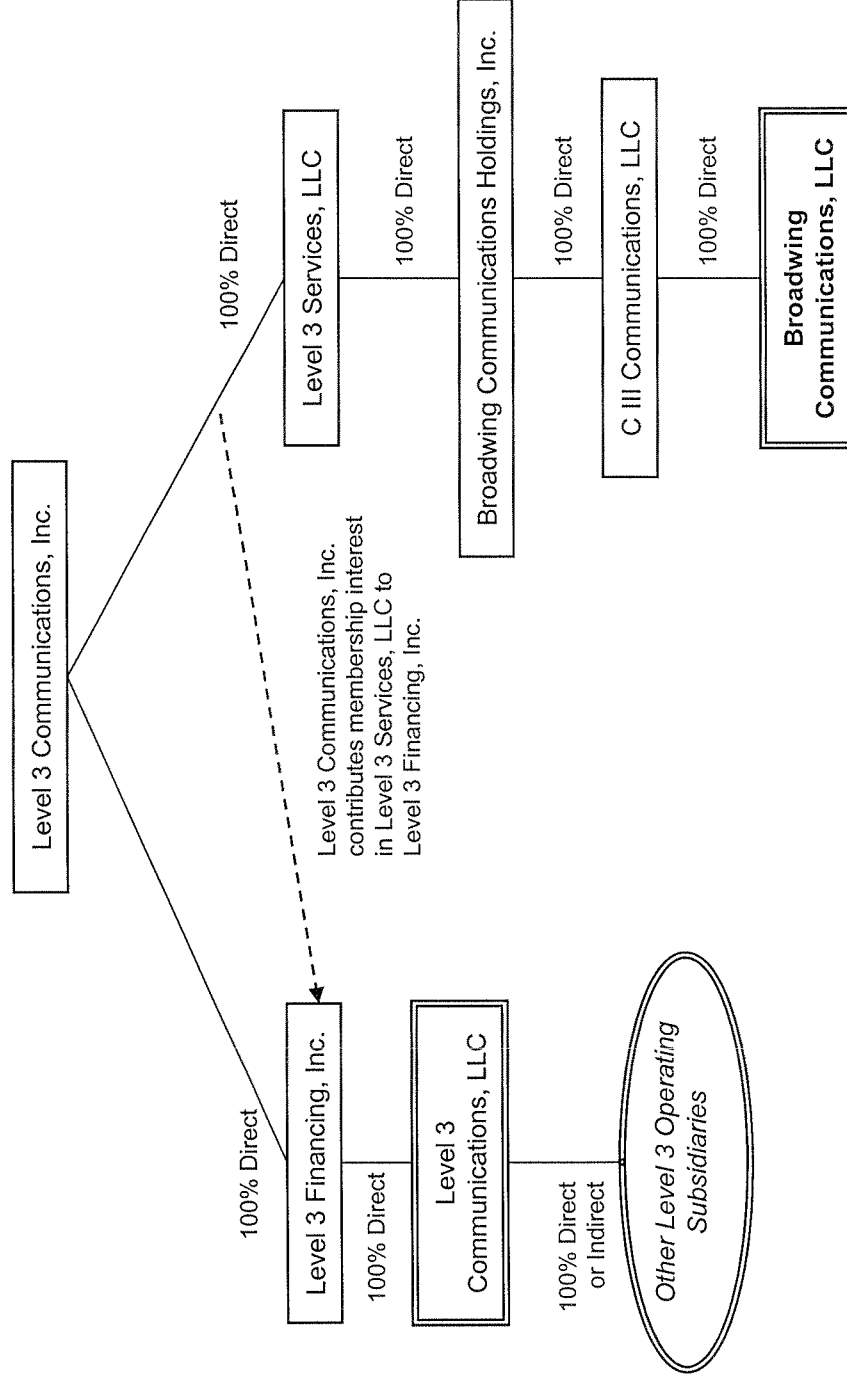 Level 3 Communications, Inc.
100% Direct
100% Direct
Level 3 Financing, Inc.
Level 3 Services, LLC
Level 3 Communications, Inc.
contributes membership interest
in Level 3 Services, LLC to
Level 3 Financing, Inc.
100% Direct
100% Direct
Level 3
Communications, LLC
Broadwing Communications Holdings, Inc.
100% Direct
or Indirect
100% Direct
Other Level 3 Operating
Subsidiaries
C III Communications, LLC
100% Direct
Broadwing
Communications, LLC